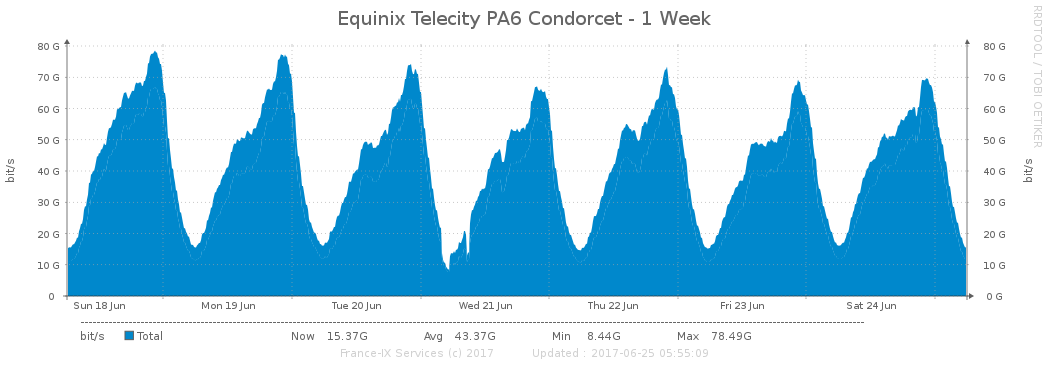 Equinix Telecity PA6 Condorcet - 1 Week
RRDTOOL / TOBI OETIKER
80 G 80 G
70 G 70 G
60 G 60 G
50 G 50 G
40 G 40 G
30 G 30 G
20 G 20 G
10 G 10 G
0 0 G
bit/s
bit/s
Sun 18 Jun Mon 19 Jun Tue 20 Jun Wed 21 Jun Thu 22 Jun Fri 23 Jun Sat 24 Jun
bit/s Total Now 15.37G Avg 43.37G Min 8.44G Max 78.49G
France-IX Services (c) 2017 Updated : 2017-06-25 05:55:09